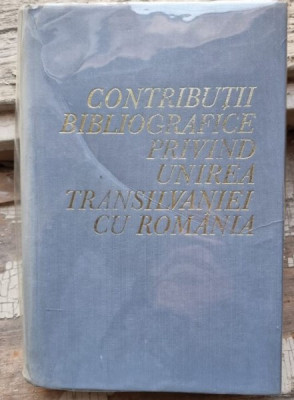 CONTRIBUȚII
BIBLIOGRAFICE
PRIVIND
UNIREA
TRANSILVANIEI
CU ROMÂNIA